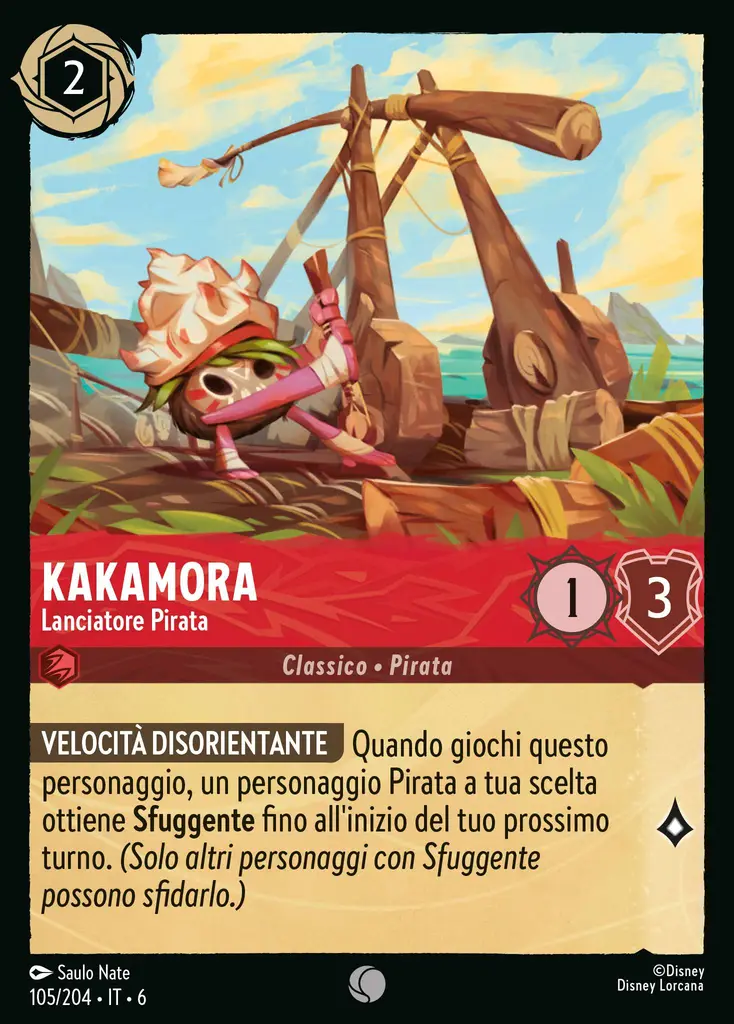 2
KAKAMORA
Lanciatore Pirata
1
3
Classico • Pirata
VELOCITÀ DISORIENTANTE Quando giochi questo
personaggio, un personaggio Pirata a tua scelta
ottiene Sfuggente fino all'inizio del tuo prossimo
turno. (Solo altri personaggi con Sfuggente
possono sfidarlo.)
Saulo Nate
105/204 • IT • 6
©Disney
Disney Lorcana